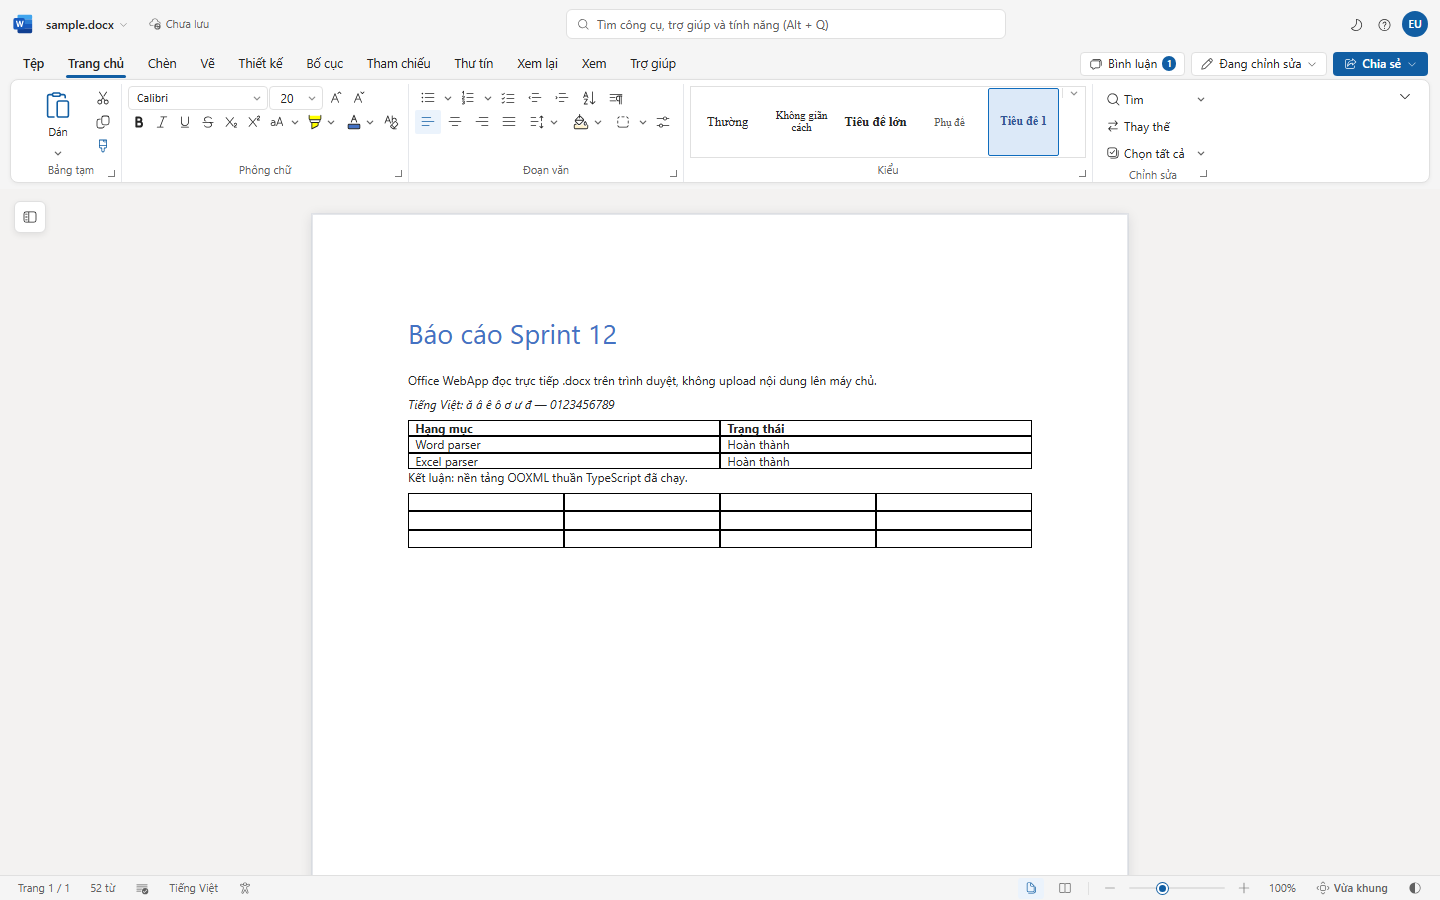 sample.docx
Chưa lưu
Tìm công cụ, trợ giúp và tính năng (Alt + Q)
EU
Tệp
Trang chủ
Chèn
Vẽ
Thiết kế
Bố cục
Tham chiếu
Thư tín
Xem lại
Xem
Trợ giúp
Bình luận 1
Đang chỉnh sửa
Chia sẻ
Dán
Bảng tạm
Calibri
20
Phông chữ
Đoạn văn
Thường
Không giãn
cách
Tiêu đề lớn
Phụ đề
Tiêu đề 1
Kiểu
Tìm
Thay thế
Chọn tất cả
Chỉnh sửa
Báo cáo Sprint 12
Office WebApp đọc trực tiếp .docx trên trình duyệt, không upload nội dung lên máy chủ.
Tiếng Việt: ă â ê ô ơ ư đ — 0123456789
Hạng mục Trạng thái
Word parser Hoàn thành
Excel parser Hoàn thành
Kết luận: nền tảng OOXML thuần TypeScript đã chạy.
Trang 1 / 1
52 từ
Tiếng Việt
100%
Vừa khung